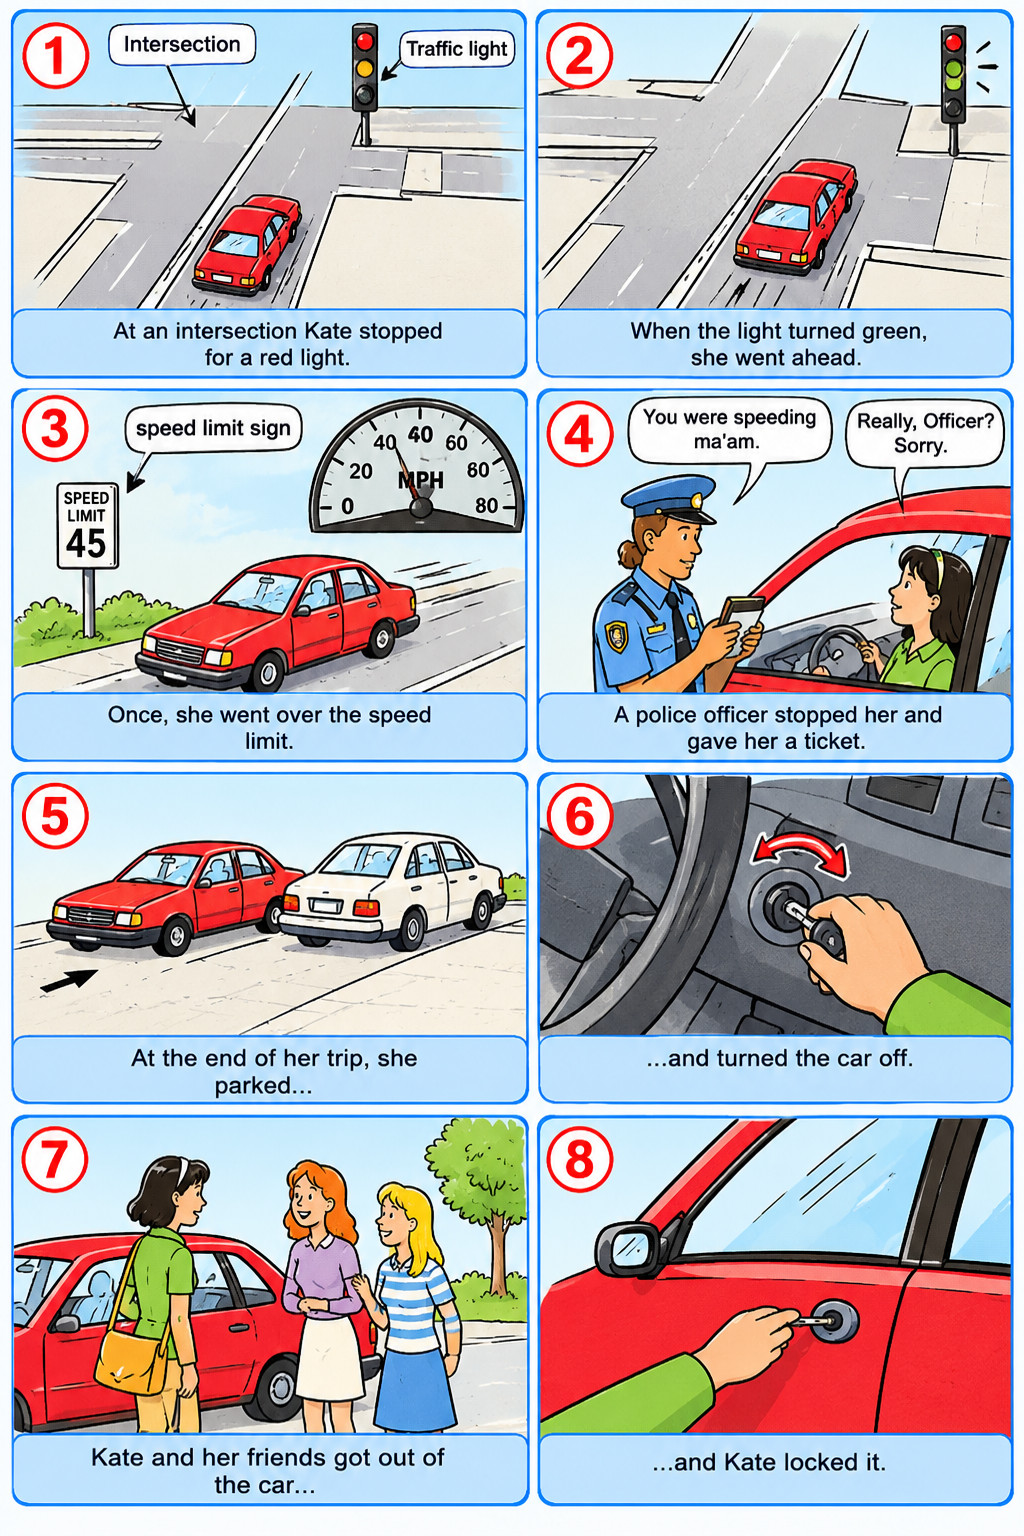 1
Intersection
Traffic light
At an intersection Kate stopped
for a red light.
2
When the light turned green,
she went ahead.
3
speed limit sign
SPEED
LIMIT
45
0 20 40 40 60 60 80
MPH
Once, she went over the speed
limit.
4
You were speeding
ma'am.
Really, Officer?
Sorry.
A police officer stopped her and
gave her a ticket.
5
At the end of her trip, she
parked...
6
...and turned the car off.
7
Kate and her friends got out of
the car...
8
...and Kate locked it.